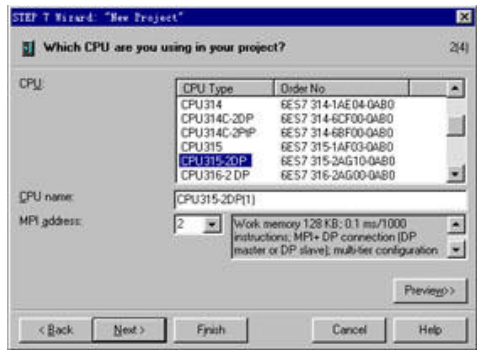 STEP 7 Wizard: "New Project"
Which CPU are you using in your project?
2(4)
CPU:
CPU Type Order No
CPU314 6ES7 314-1AE04-0AB0
CPU314C-2DP 6ES7 314-6CF00-0AB0
CPU314C-2PtP 6ES7 314-6BF00-0AB0
CPU315 6ES7 315-1AF03-0AB0
CPU315-2DP 6ES7 315-2AG10-0AB0
CPU316-2 DP 6ES7 316-2AG00-0AB0
CPU name:
CPU315-2DP(1)
MPI address:
2
Work memory 128 KB; 0.1 ms/1000
instructions; MPI+ DP connection (DP
master or DP slave); multi-tier configuration
Preview>>
< Back
Next >
Finish
Cancel
Help